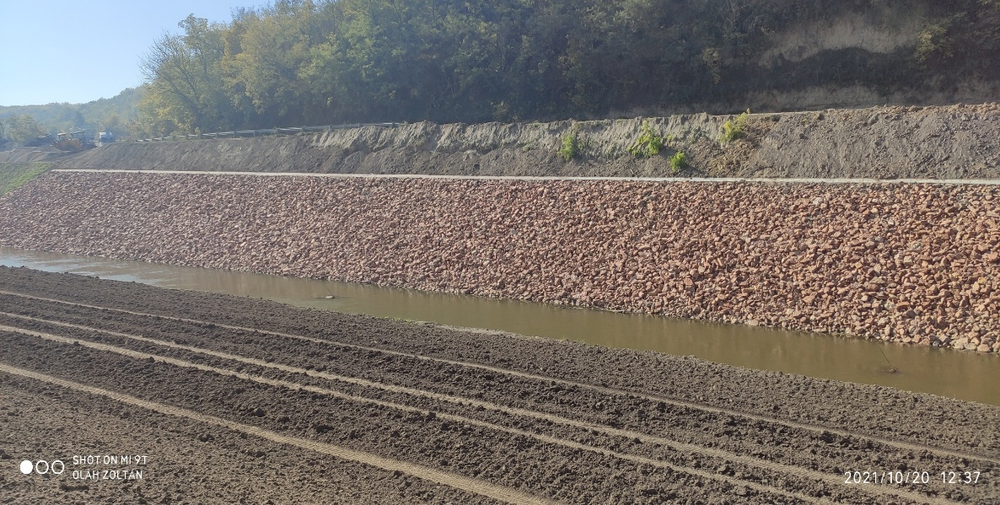 SHOT ON MI 9T
OLAH ZOLTAN
2021/10/20 12:37